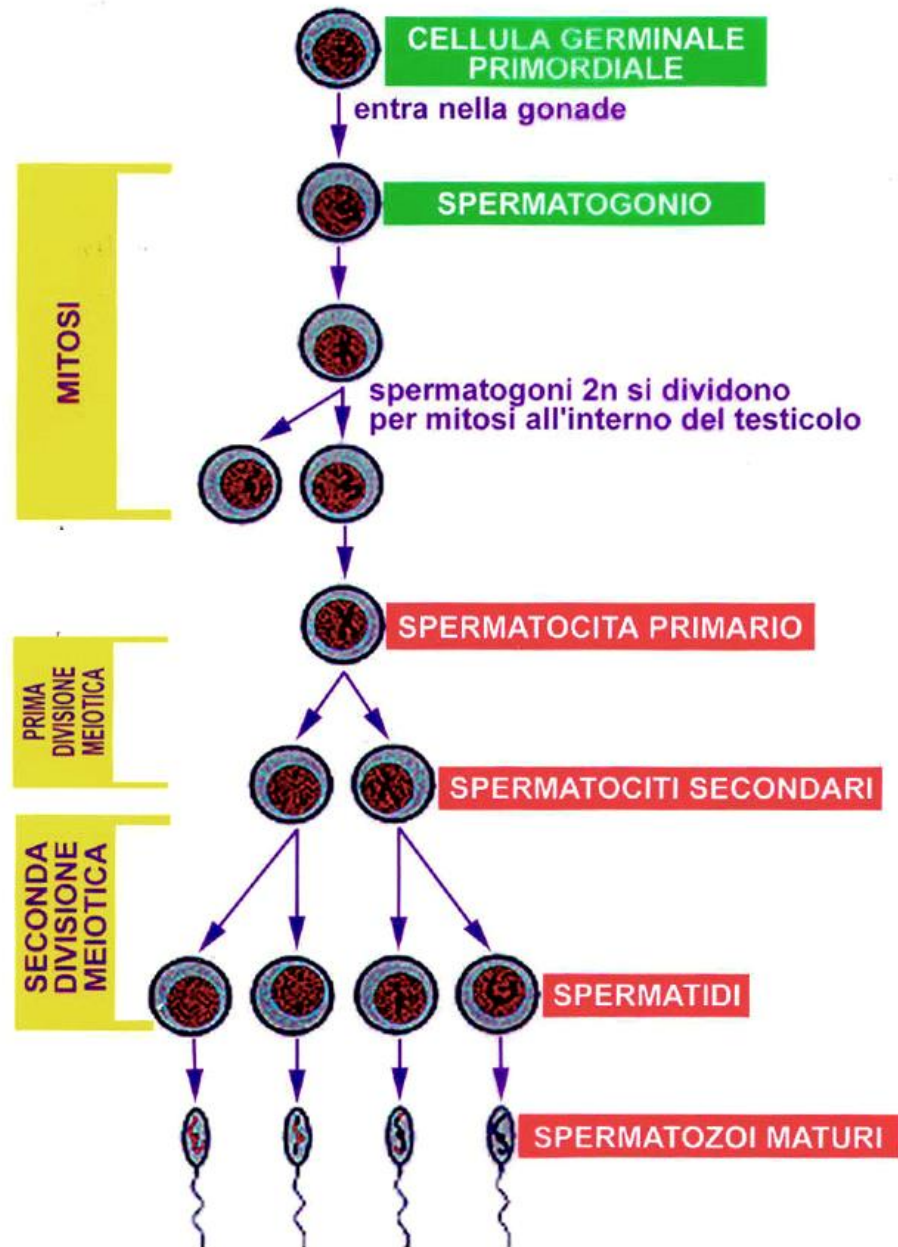 CELLULA GERMINALE
PRIMORDIALE
entra nella gonade
SPERMATOGONIO
MITOSI
spermatogoni 2n si dividono
per mitosi all'interno del testicolo
SPERMATOCITA PRIMARIO
PRIMA
DIVISIONE
MEIOTICA
SPERMATOCITI SECONDARI
SECONDA
DIVISIONE
MEIOTICA
SPERMATIDI
SPERMATOZOI MATURI